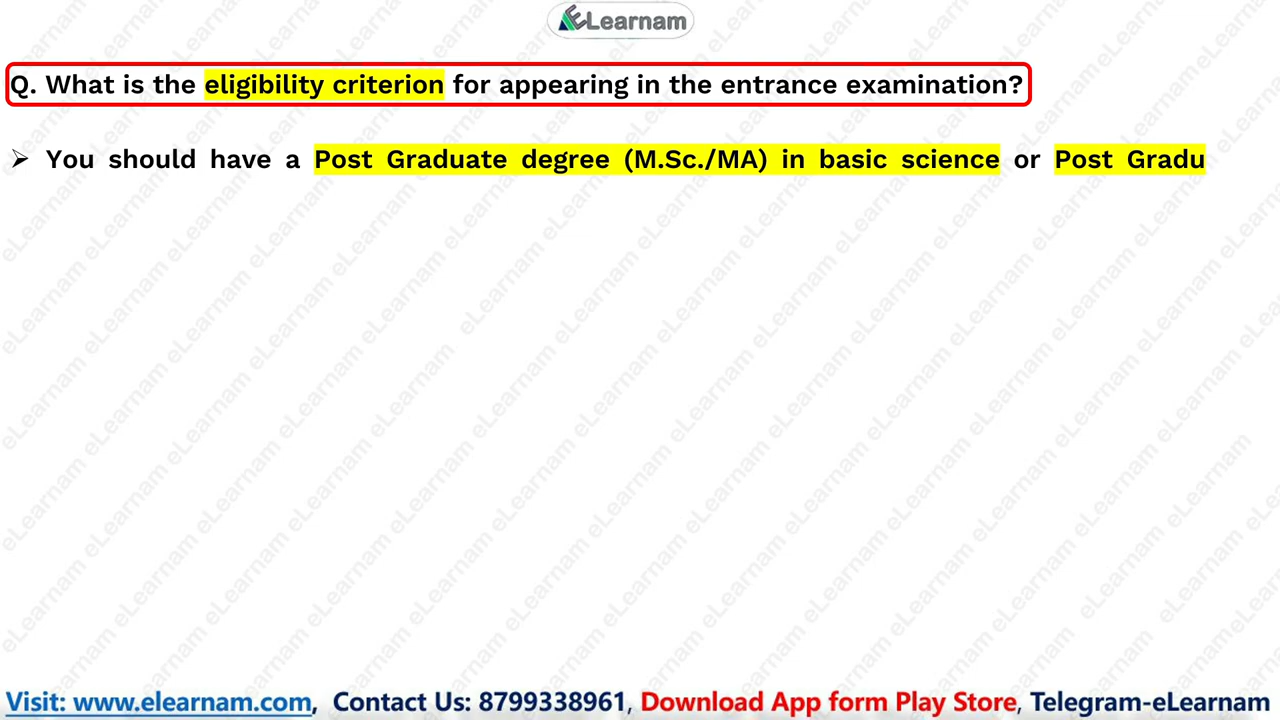 ELearnam
Q. What is the eligibility criterion for appearing in the entrance examination?
➢ You should have a Post Graduate degree (M.Sc./MA) in basic science or Post Gradu
Visit: www.elearnam.com, Contact Us: 8799338961, Download App form Play Store, Telegram-eLearnam